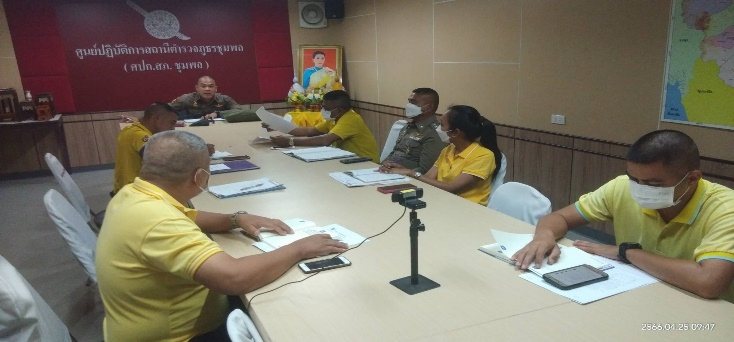 ศูนย์ปฏิบัติการสถานีตำรวจภูธรชุมพล
( ศปก.สภ. ชุมพล )
2566.04.25 09:47